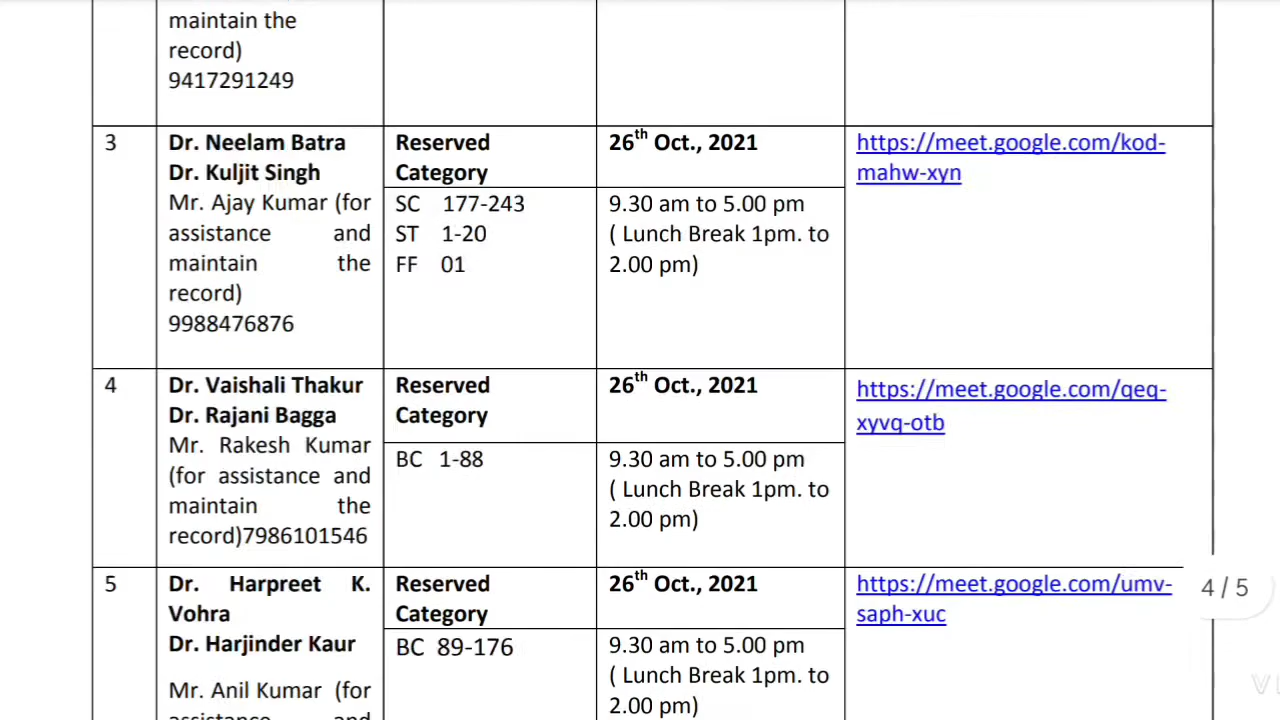 maintain the
record)
9417291249
3
Dr. Neelam Batra
Dr. Kuljit Singh
Mr. Ajay Kumar (for
assistance and
maintain the
record)
9988476876
Reserved
Category
SC 177-243
ST 1-20
FF 01
26th Oct., 2021
9.30 am to 5.00 pm
( Lunch Break 1pm. to
2.00 pm)
https://meet.google.com/kod-
mahw-xyn
4
Dr. Vaishali Thakur
Dr. Rajani Bagga
Mr. Rakesh Kumar
(for assistance and
maintain the
record)7986101546
Reserved
Category
BC 1-88
26th Oct., 2021
9.30 am to 5.00 pm
( Lunch Break 1pm. to
2.00 pm)
https://meet.google.com/qeq-
xyvq-otb
5
Dr. Harpreet K.
Vohra
Dr. Harjinder Kaur
Mr. Anil Kumar (for
assistance and
Reserved
Category
BC 89-176
26th Oct., 2021
9.30 am to 5.00 pm
( Lunch Break 1pm. to
2.00 pm)
https://meet.google.com/umv-
saph-xuc
4 / 5